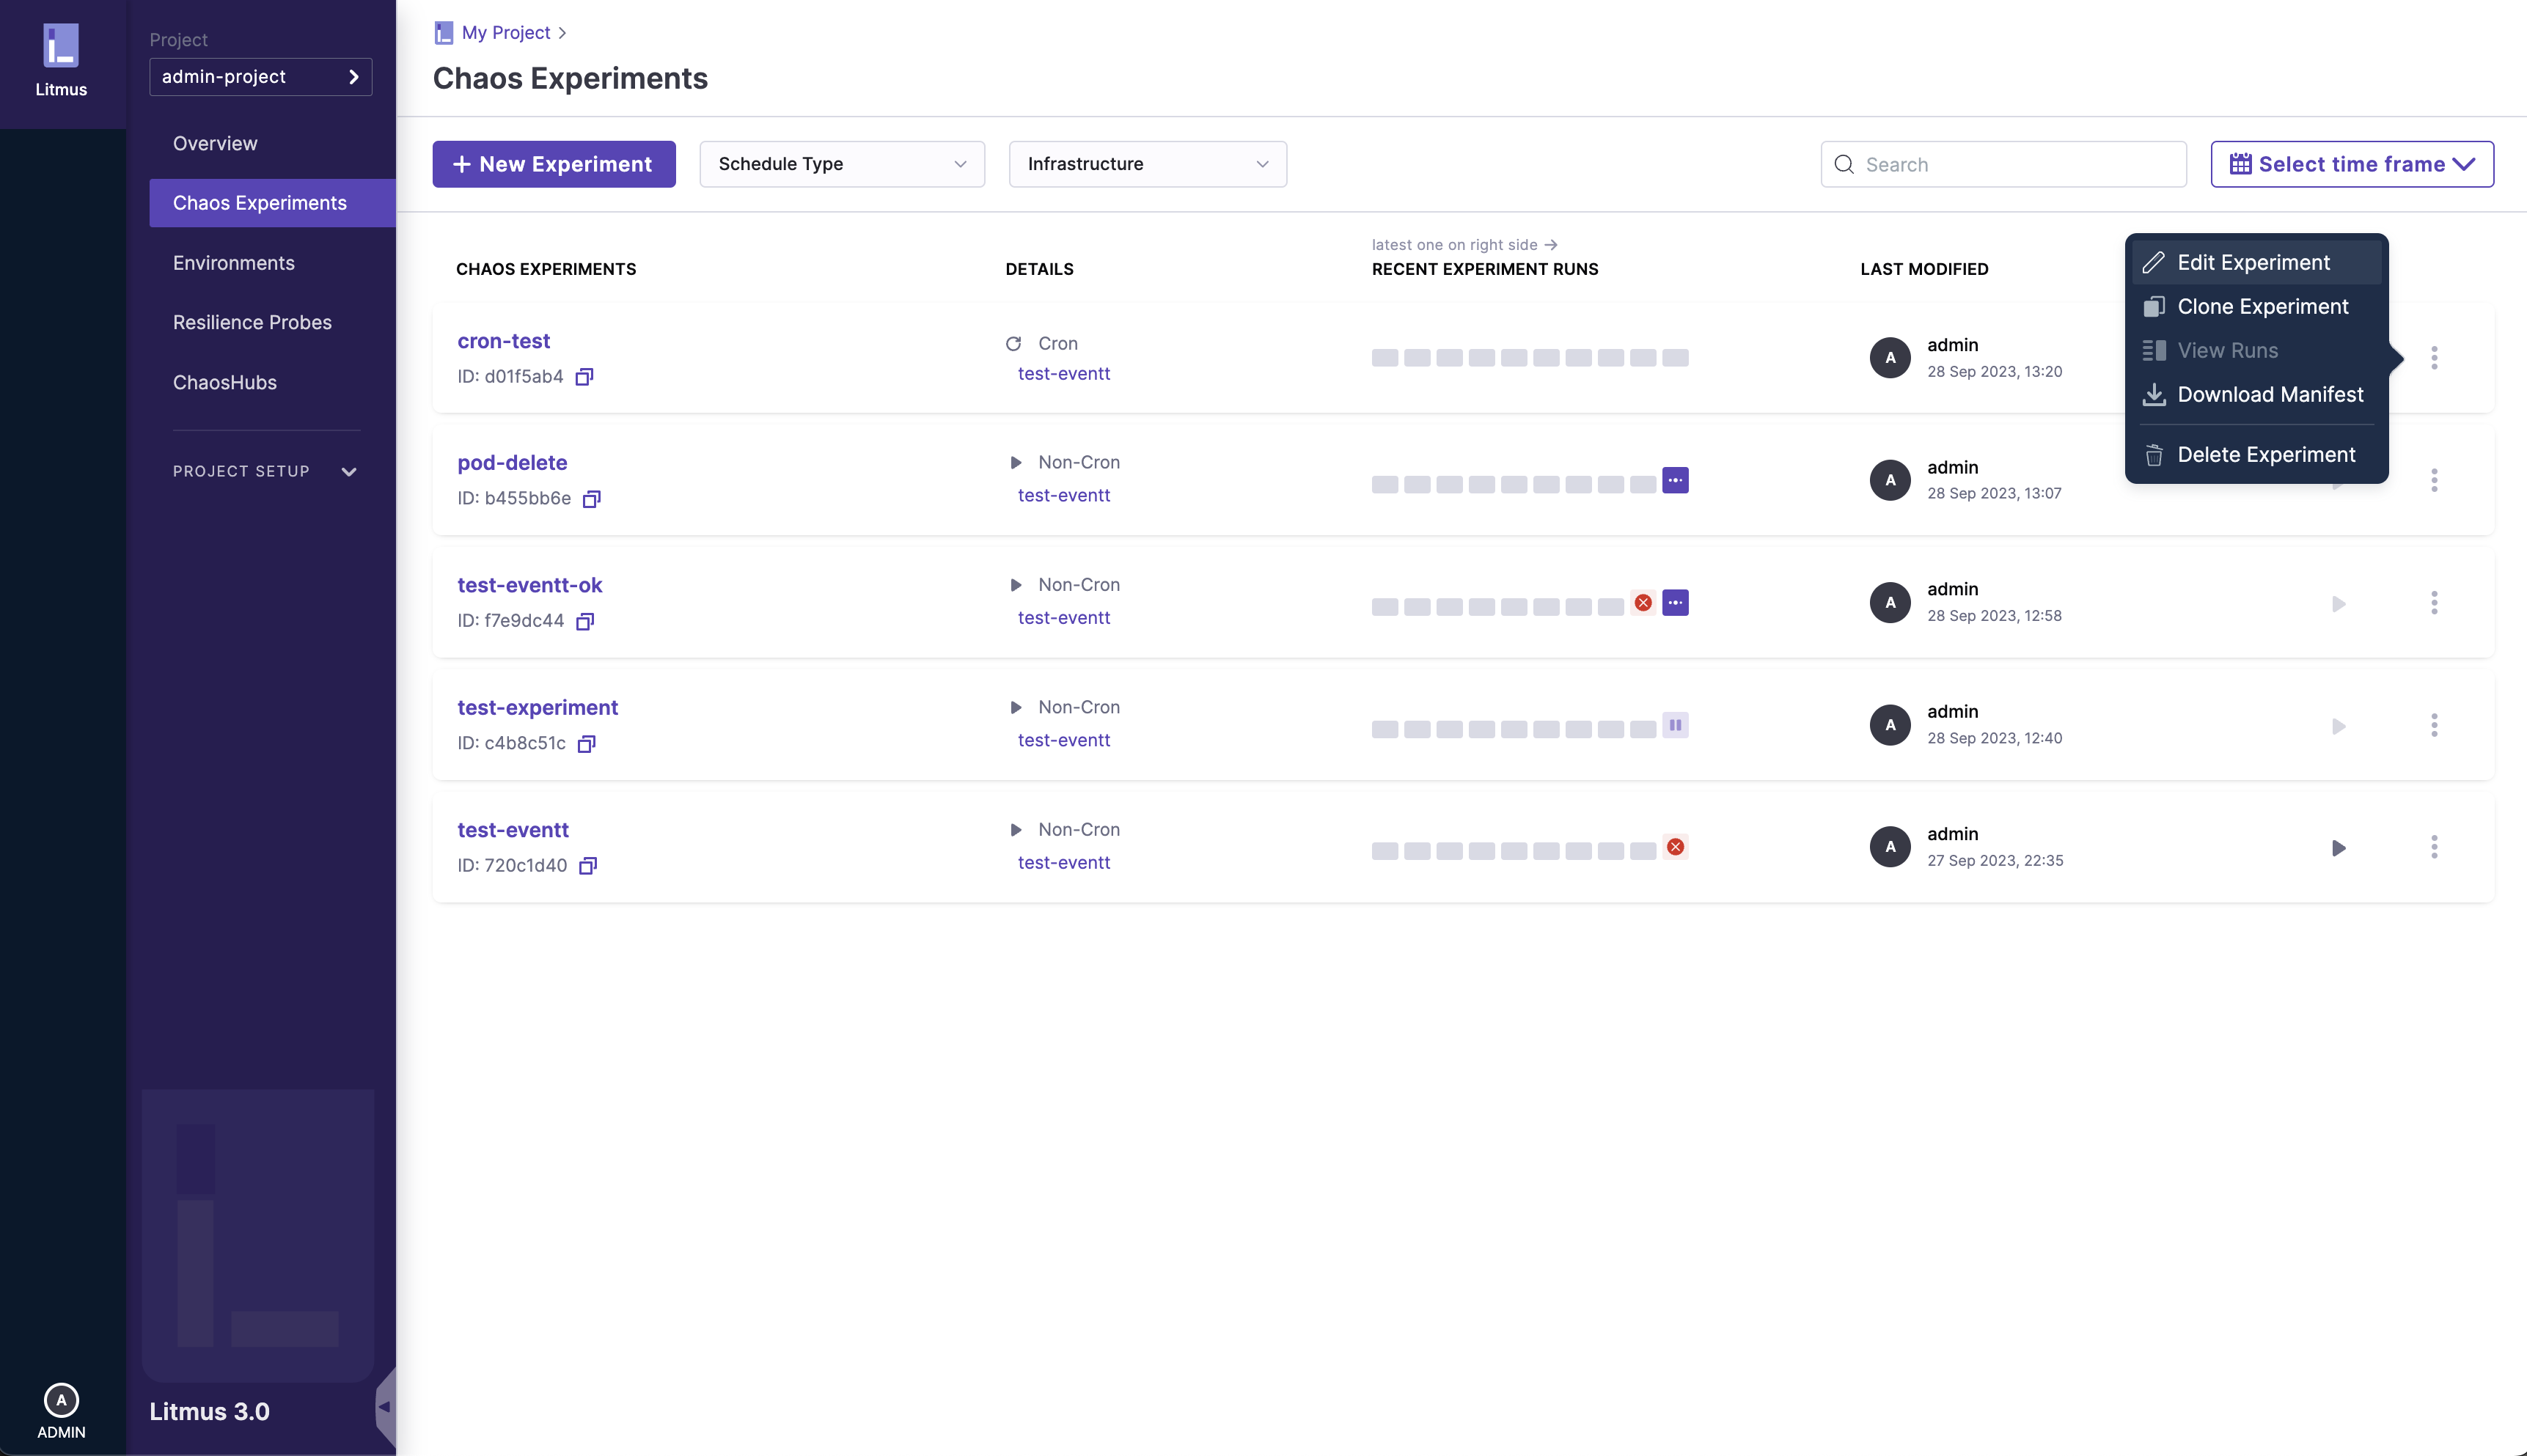 Litmus
Project
admin-project
Overview
Chaos Experiments
Environments
Resilience Probes
ChaosHubs
PROJECT SETUP
Litmus 3.0
A
ADMIN
My Project
Chaos Experiments
New Experiment
Schedule Type
Infrastructure
Search
Select time frame
latest one on right side →
CHAOS EXPERIMENTS DETAILS RECENT EXPERIMENT RUNS LAST MODIFIED
cron-test
ID: d01f5ab4
Cron
test-eventt
A
admin
28 Sep 2023, 13:20
Edit Experiment
Clone Experiment
View Runs
Download Manifest
Delete Experiment
pod-delete
ID: b455bb6e
Non-Cron
test-eventt
A
admin
28 Sep 2023, 13:07
test-eventt-ok
ID: f7e9dc44
Non-Cron
test-eventt
A
admin
28 Sep 2023, 12:58
test-experiment
ID: c4b8c51c
Non-Cron
test-eventt
A
admin
28 Sep 2023, 12:40
test-eventt
ID: 720c1d40
Non-Cron
test-eventt
A
admin
27 Sep 2023, 22:35